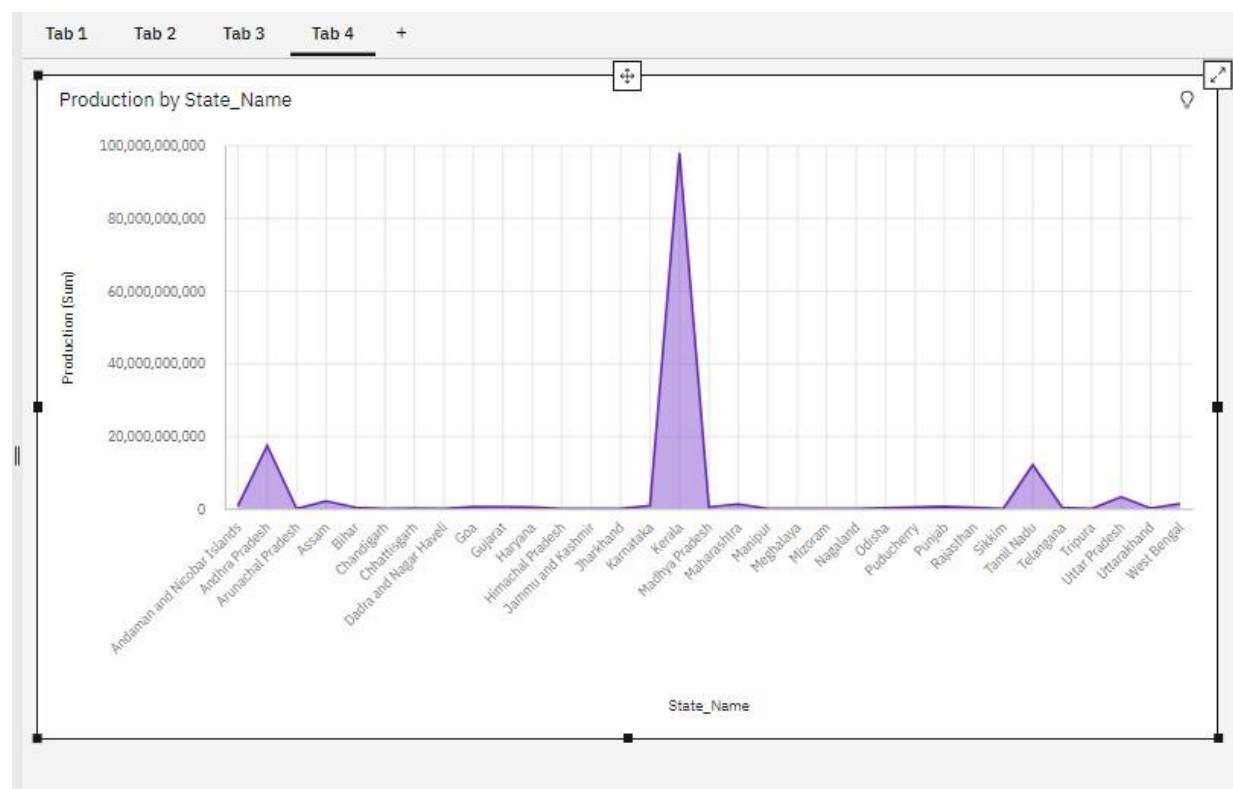 Tab 1 Tab 2 Tab 3 Tab 4 +
Production by State_Name
100,000,000,000
80,000,000,000
60,000,000,000
40,000,000,000
20,000,000,000
0
Production (Sum)
Andaman and Nicobar Islands
Andhra Pradesh
Arunachal Pradesh
Assam
Bihar
Chandigarh
Chhattisgarh
Dadra and Nagar Haveli
Goa
Gujarat
Haryana
Himachal Pradesh
Jammu and Kashmir
Jharkhand
Karnataka
Kerala
Madhya Pradesh
Maharashtra
Manipur
Meghalaya
Mizoram
Nagaland
Odisha
Puducherry
Punjab
Rajasthan
Sikkim
Tamil Nadu
Telangana
Tripura
Uttar Pradesh
Uttarakhand
West Bengal
State_Name